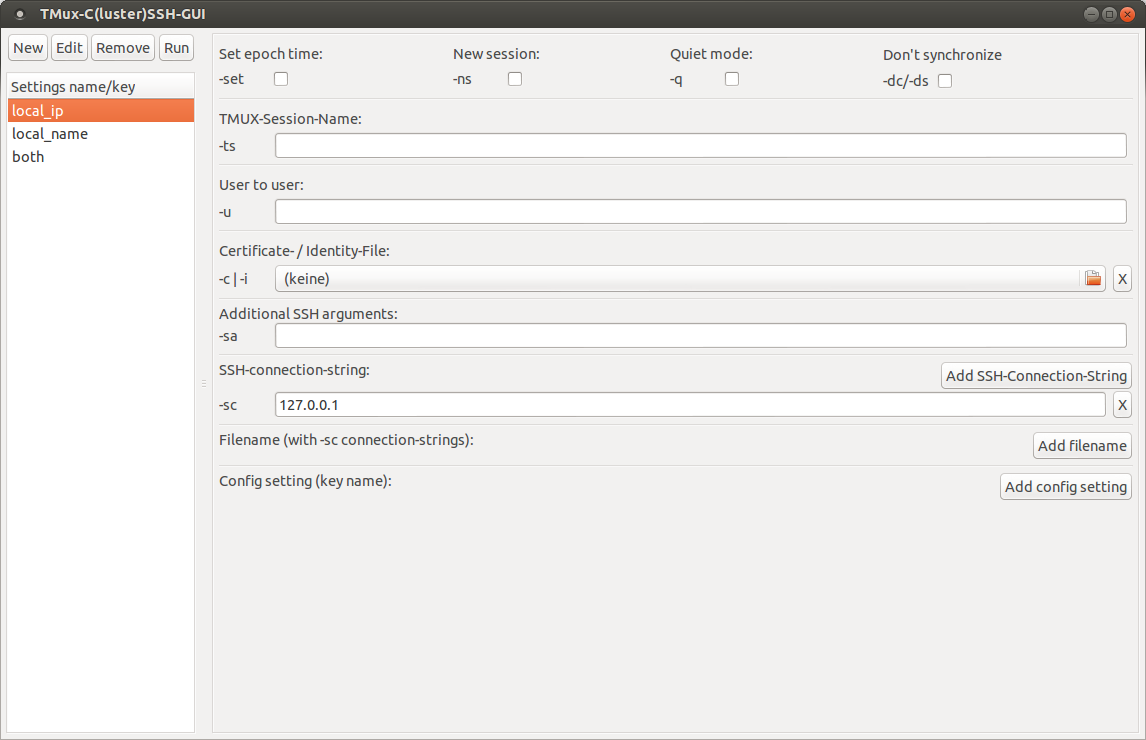 TMux-C(luster)SSH-GUI
New Edit Remove Run
Settings name/key
local_ip
local_name
both
Set epoch time: New session: Quiet mode: Don't synchronize
-set -ns -q -dc/-ds
TMUX-Session-Name:
-ts
User to user:
-u
Certificate- / Identity-File:
-c | -i (keine) X
Additional SSH arguments:
-sa
SSH-connection-string: Add SSH-Connection-String
-sc 127.0.0.1 X
Filename (with -sc connection-strings): Add filename
Config setting (key name): Add config setting